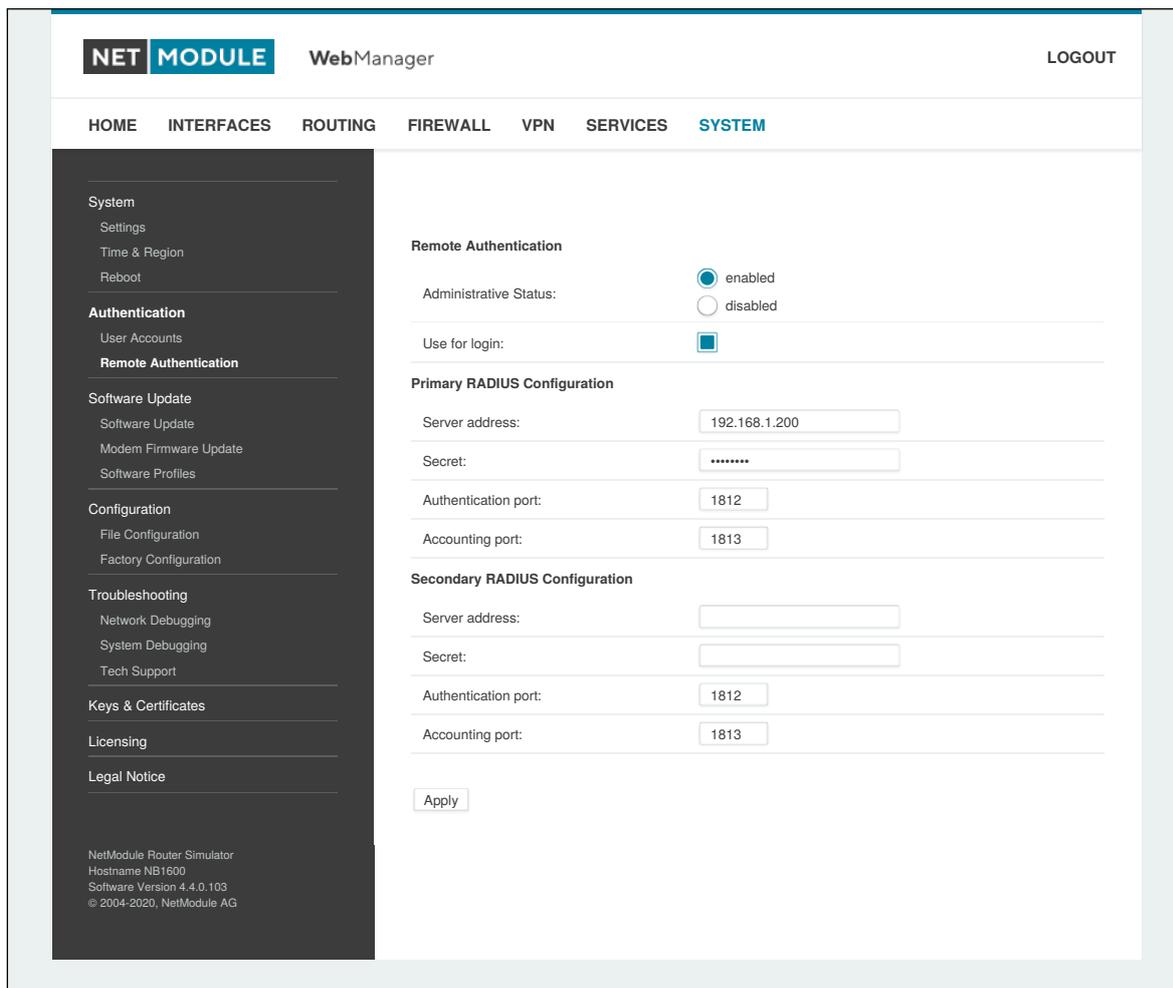 NET MODULE WebManager LOGOUT
HOME INTERFACES ROUTING FIREWALL VPN SERVICES SYSTEM
System
Settings
Time & Region
Reboot
Authentication
User Accounts
Remote Authentication
Software Update
Software Update
Modem Firmware Update
Software Profiles
Configuration
File Configuration
Factory Configuration
Troubleshooting
Network Debugging
System Debugging
Tech Support
Keys & Certificates
Licensing
Legal Notice
NetModule Router Simulator
Hostname NB1600
Software Version 4.4.0.103
© 2004-2020, NetModule AG
Remote Authentication
Administrative Status: enabled
disabled
Use for login:
Primary RADIUS Configuration
Server address: 192.168.1.200
Secret: ••••••••
Authentication port: 1812
Accounting port: 1813
Secondary RADIUS Configuration
Server address:
Secret:
Authentication port: 1812
Accounting port: 1813
Apply